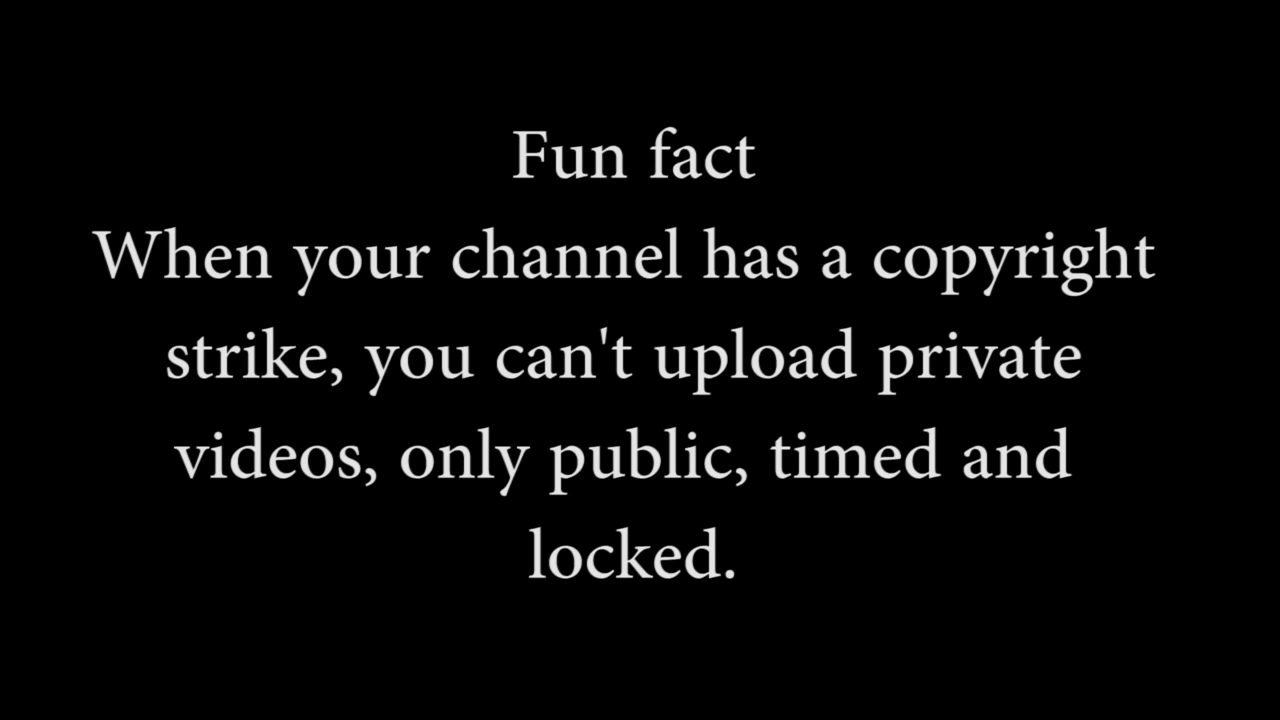 Fun fact
When your channel has a copyright
strike, you can't upload private
videos, only public, timed and
locked.